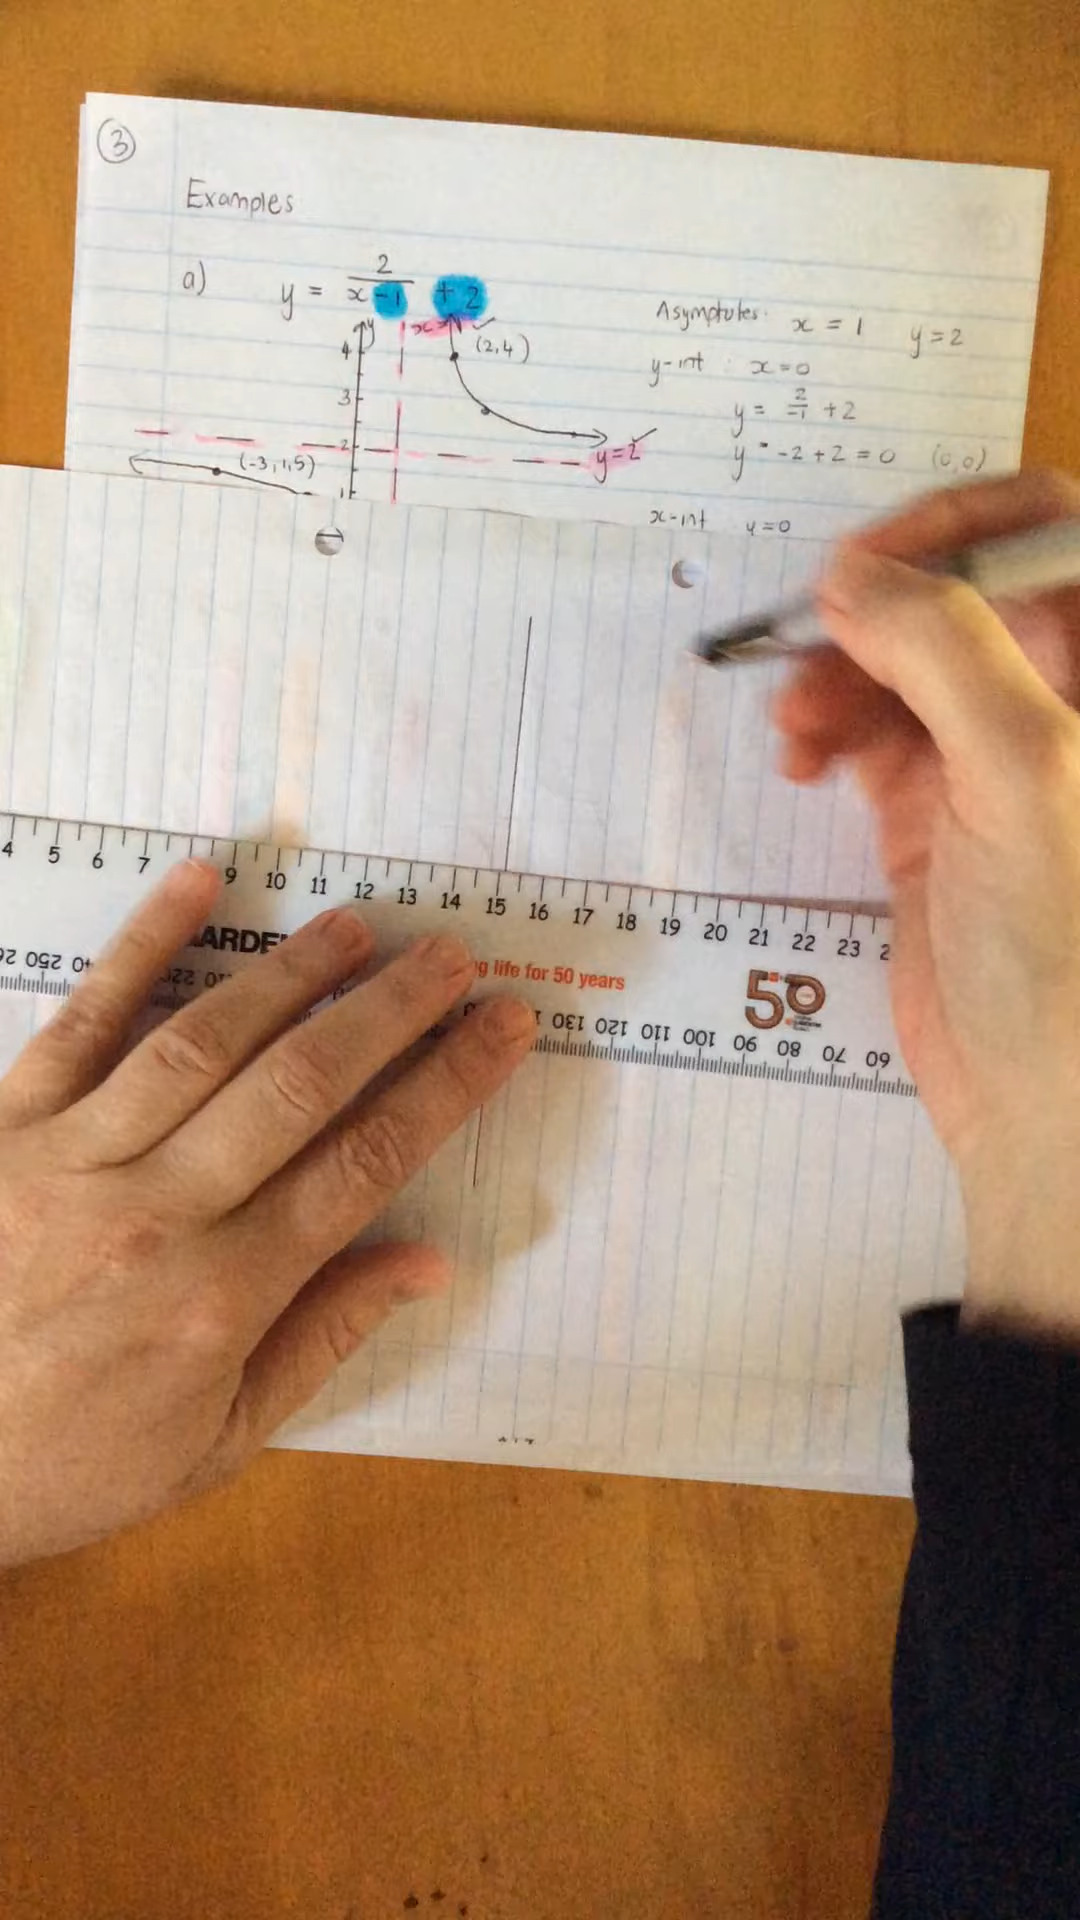 3
Examples
a) y = 2/(x-1) + 2
Asymptotes: x = 1 y = 2
y
4
(2,4)
3
2
y=2
(-3,1,5)
1
y-int : x=0
y = 2/-1 + 2
y = -2+2 = 0 (0,0)
x-int y=0
4 5 6 7 9 10 11 12 13 14 15 16 17 18 19 20 21 22 23 2
g life for 50 years
50
250 130 120 110 100 90 80 70 60